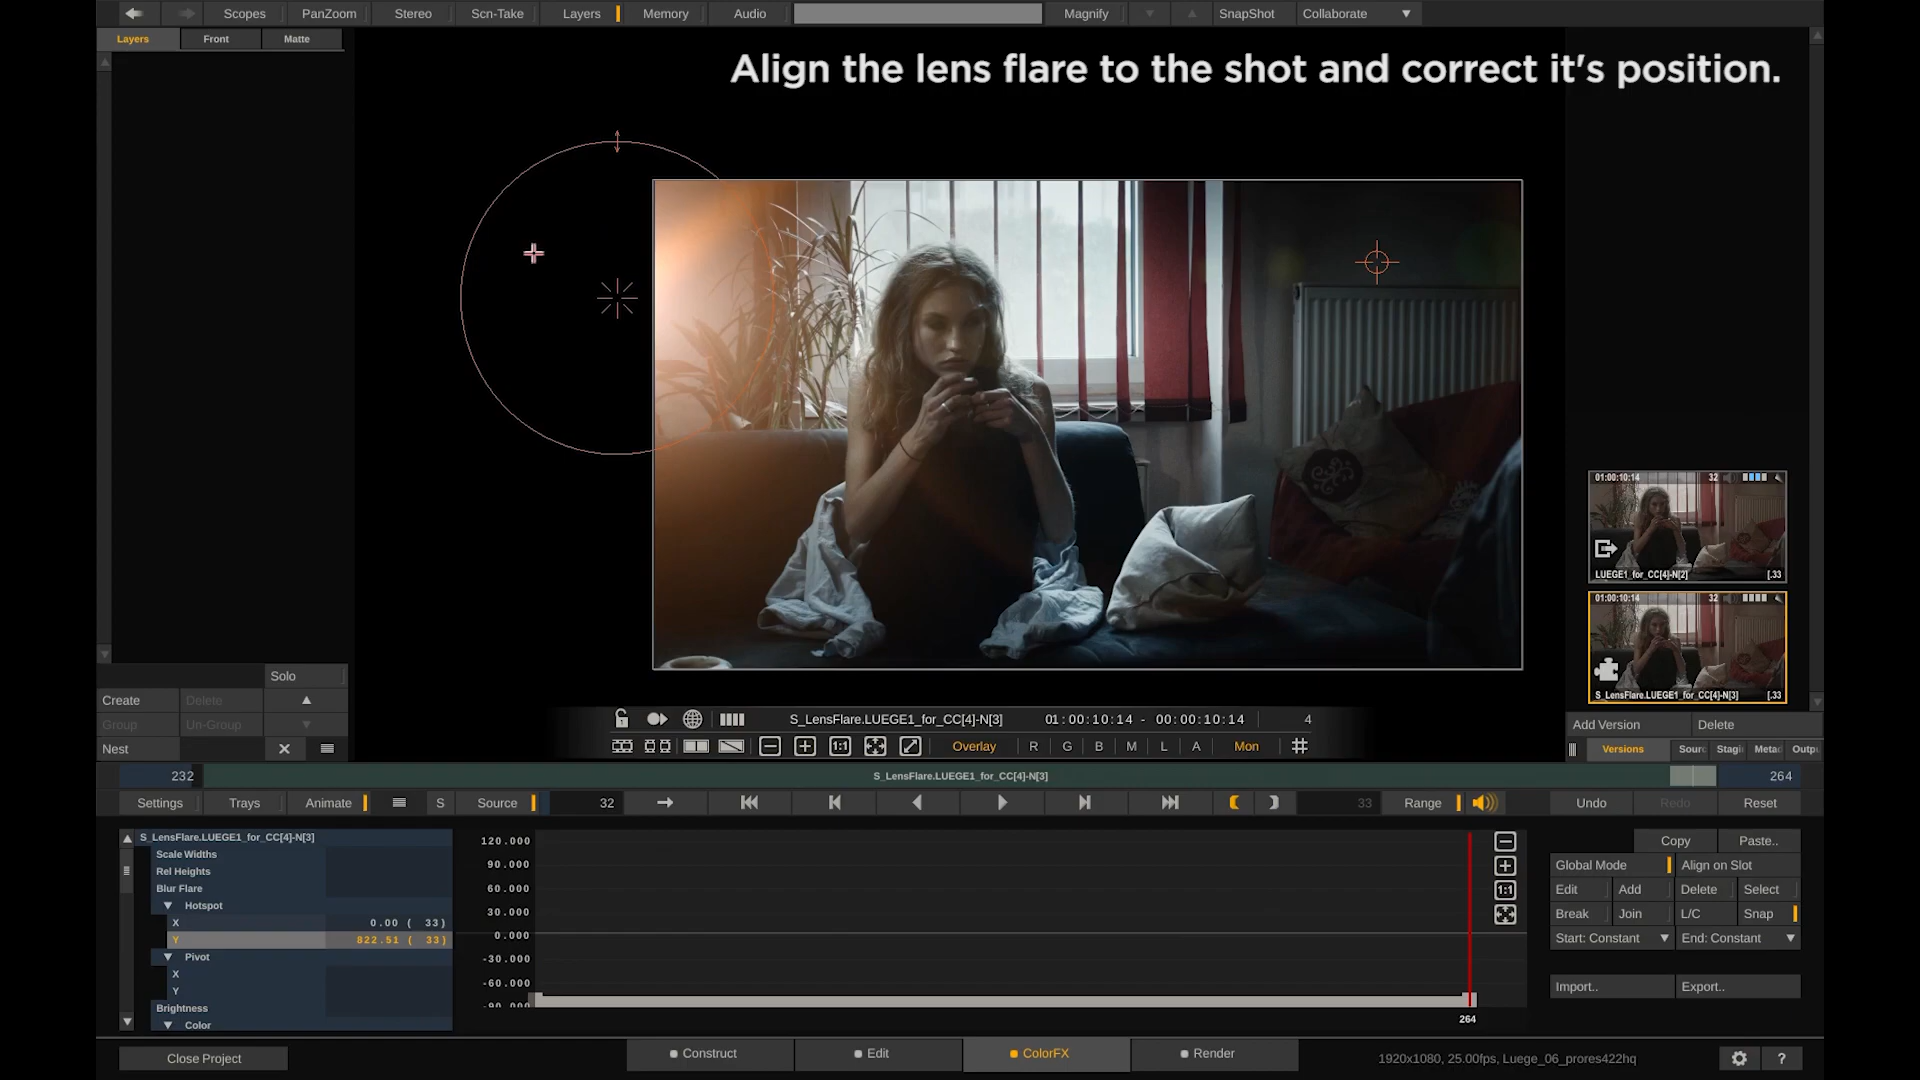 Scopes PanZoom Stereo Scn-Take Layers Memory Audio Magnify SnapShot Collaborate
Layers Front Matte
Align the lens flare to the shot and correct it's position.
01:00:10:14 32
LUEGE1_for_CC[4]-N[2] [.33
01:00:10:14 32
S_LensFlare.LUEGE1_for_CC[4]-N[3] [.33
Solo
Create Delete
Group Un-Group
Nest
S_LensFlare.LUEGE1_for_CC[4]-N[3] 01:00:10:14 - 00:00:10:14 4
1:1 Overlay R G B M L A Mon
Add Version Delete
Versions Sourc Stagi Metac Outpu
232 S_LensFlare.LUEGE1_for_CC[4]-N[3] 264
Settings Trays Animate S Source 32 33 Range Undo Redo Reset
S_LensFlare.LUEGE1_for_CC[4]-N[3]
Scale Widths
Rel Heights
Blur Flare
Hotspot
X 0.00 ( 33)
Y 822.51 ( 33)
Pivot
X
Y
Brightness
Color
120.000
90.000
60.000
30.000
0.000
-30.000
-60.000
-90.000
264
1:1
Copy Paste..
Global Mode Align on Slot
Edit Add Delete Select
Break Join L/C Snap
Start: Constant End: Constant
Import.. Export..
Close Project Construct Edit ColorFX Render 1920x1080, 25.00fps, Luege_06_prores422hq ?